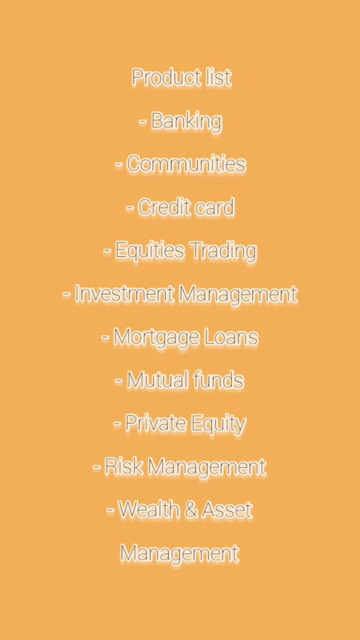 Product list
- Banking
- Communities
- Credit card
- Equities Trading
- Investment Management
- Mortgage Loans
- Mutual funds
- Private Equity
- Risk Management
- Wealth & Asset
Management